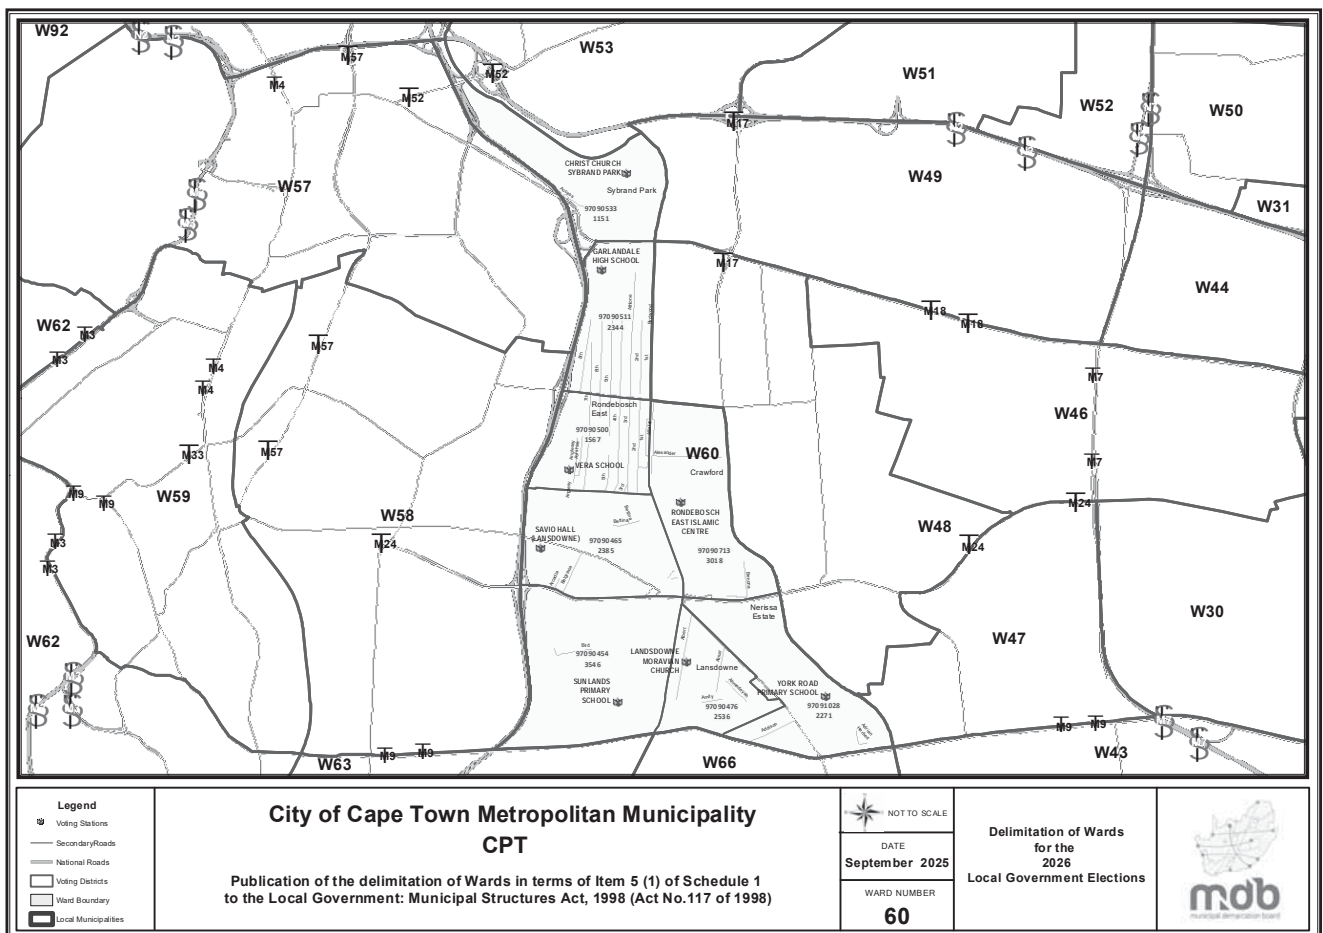 W92
W53
M57
M4
M52
M52
W51
W52
W50
M17
W57
CHRIST CHURCH
SYBRAND PARK
Sybrand Park
97090533
1151
W49
W31
GARLANDALE
HIGH SCHOOL
M17
97090511
2344
W44
W62
M3
M3
M57
M4
M4
M18
M18
M7
W46
Rondebosch
East
97090500
1567
VERA SCHOOL
W60
Crawford
Alexander
M33
M57
M7
M9
M9
W59
W58
M24
M24
W48
M24
RONDEBOSCH
EAST ISLAMIC
CENTRE
97090713
3018
SAVIO HALL
(LANSDOWNE)
97090465
2385
M3
M3
Nerissa
Estate
W30
W62
W47
97090454
3546
SUNLANDS
PRIMARY
SCHOOL
LANDSDOWNE
MORAVIAN
CHURCH
Lansdowne
97090476
2536
YORK ROAD
PRIMARY SCHOOL
97091028
2271
M9
M9
M9
M9
W63
W66
W43
Legend
Voting Stations
SecondaryRoads
National Roads
Voting Districts
Ward Boundary
Local Municipalities
City of Cape Town Metropolitan Municipality
CPT
Publication of the delimitation of Wards in terms of Item 5 (1) of Schedule 1
to the Local Government: Municipal Structures Act, 1998 (Act No.117 of 1998)
NOT TO SCALE
DATE
September 2025
WARD NUMBER
60
Delimitation of Wards
for the
2026
Local Government Elections
mdb
municipal demarcation board